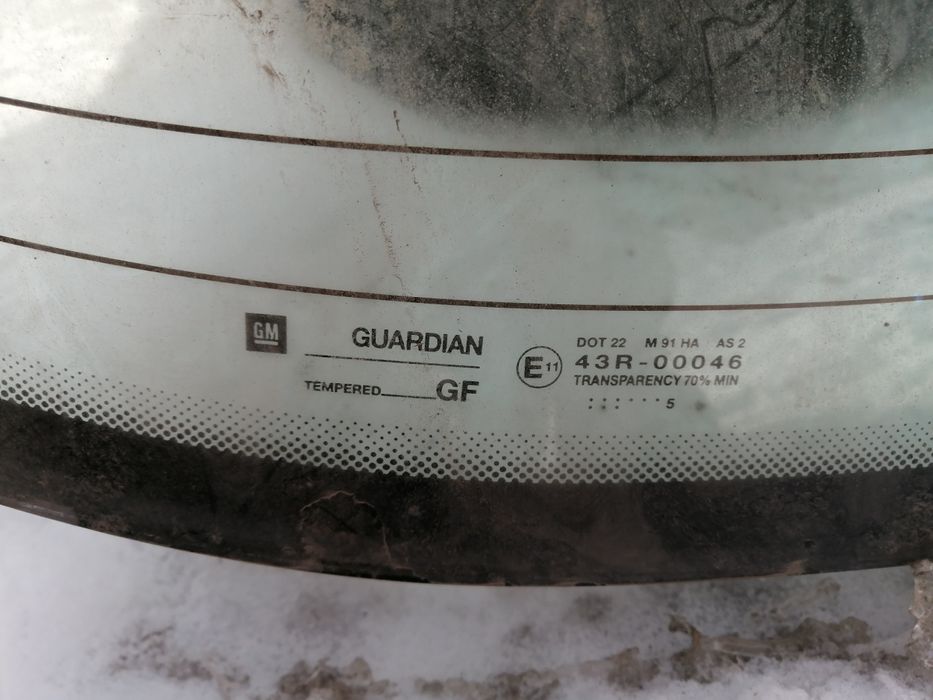 GM
GUARDIAN
TEMPERED GF
E 11
DOT 22 M 91 HA AS 2
43R-00046
TRANSPARENCY 70% MIN
: : : · · · · 5